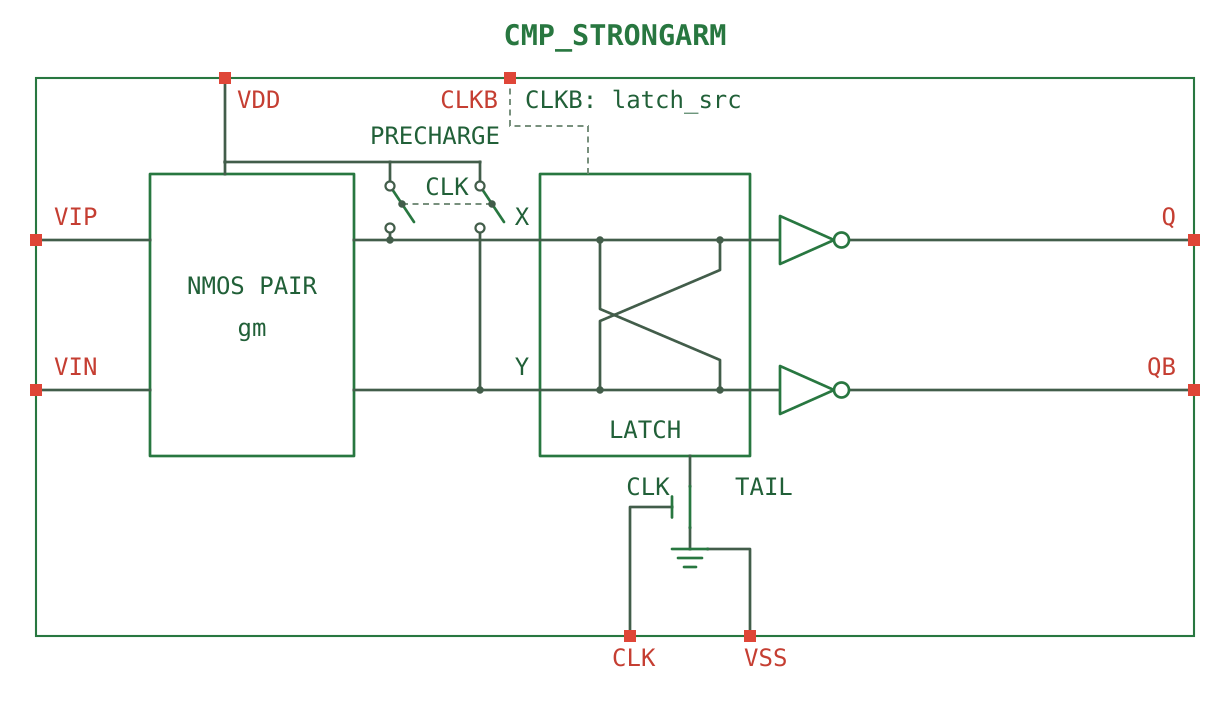 CMP_STRONGARM
VDD
CLKB
CLKB: latch_src
PRECHARGE
CLK
VIP
X
Q
NMOS PAIR
gm
VIN
Y
QB
LATCH
CLK
TAIL
CLK
VSS